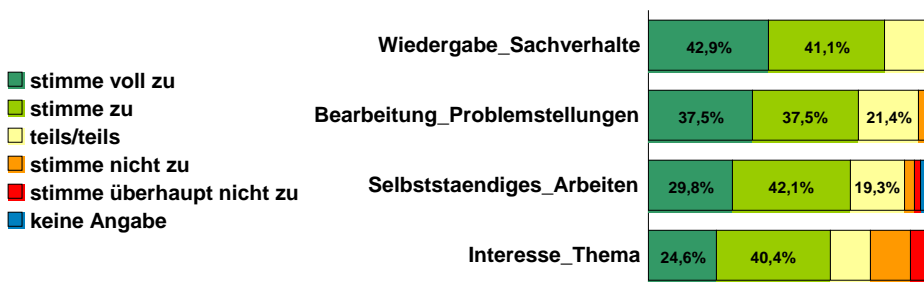 stimme voll zu
stimme zu
teils/teils
stimme nicht zu
stimme überhaupt nicht zu
keine Angabe
Wiedergabe_Sachverhalte
42,9% 41,1%
Bearbeitung_Problemstellungen
37,5% 37,5% 21,4%
Selbststaendiges_Arbeiten
29,8% 42,1% 19,3%
Interesse_Thema
24,6% 40,4%